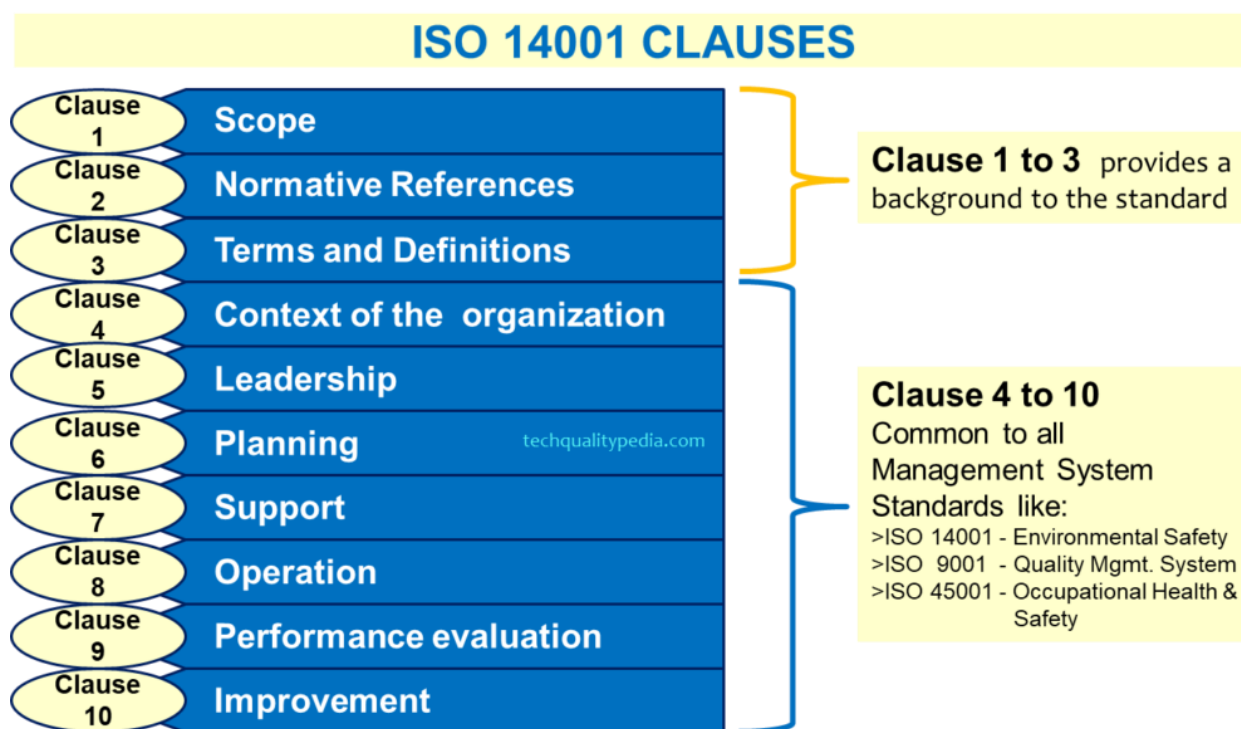 ISO 14001 CLAUSES
Clause
1
Scope
Clause
2
Normative References
Clause
3
Terms and Definitions
Clause
4
Context of the organization
Clause
5
Leadership
Clause
6
Planning
techqualitypedia.com
Clause
7
Support
Clause
8
Operation
Clause
9
Performance evaluation
Clause
10
Improvement
Clause 1 to 3 provides a
background to the standard
Clause 4 to 10
Common to all
Management System
Standards like:
>ISO 14001 - Environmental Safety
>ISO 9001 - Quality Mgmt. System
>ISO 45001 - Occupational Health &
Safety